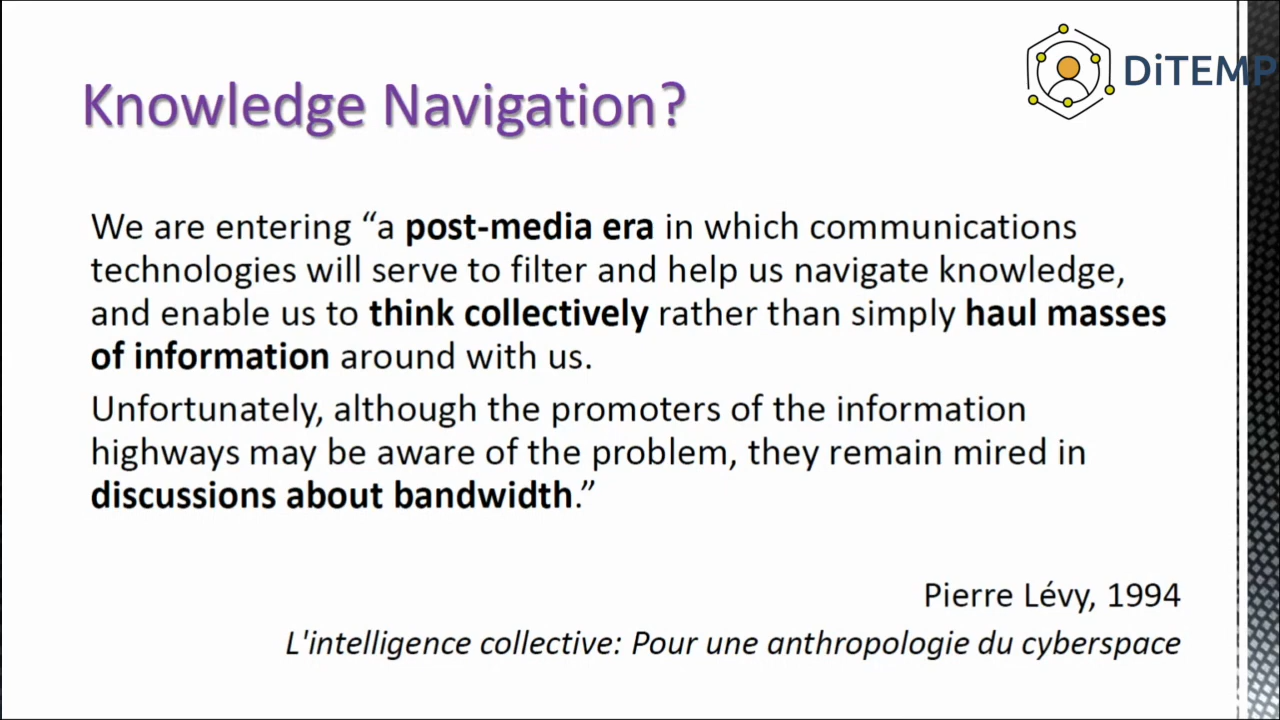 DiTEMP
Knowledge Navigation?
We are entering “a post-media era in which communications
technologies will serve to filter and help us navigate knowledge,
and enable us to think collectively rather than simply haul masses
of information around with us.
Unfortunately, although the promoters of the information
highways may be aware of the problem, they remain mired in
discussions about bandwidth.”
Pierre Lévy, 1994
L'intelligence collective: Pour une anthropologie du cyberspace